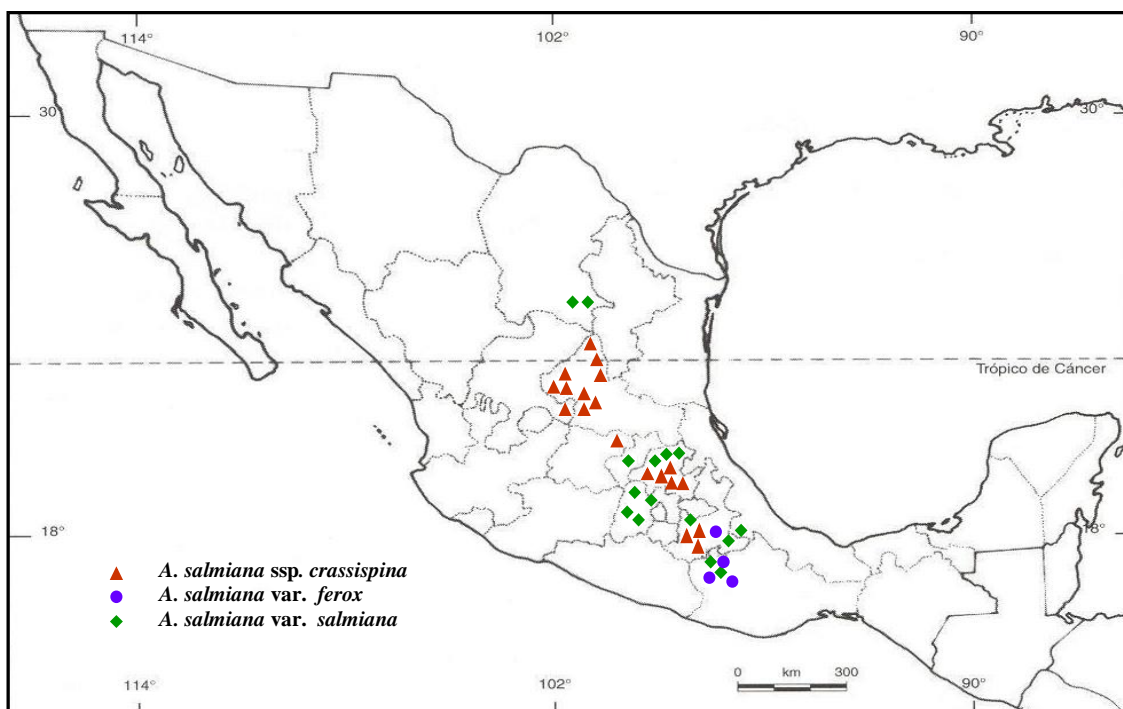 114°
102°
90°
30
30°
Trópico de Cáncer
18°
18°
A. salmiana ssp. crassispina
A. salmiana var. ferox
A. salmiana var. salmiana
0 km 300
114°
102°
90°